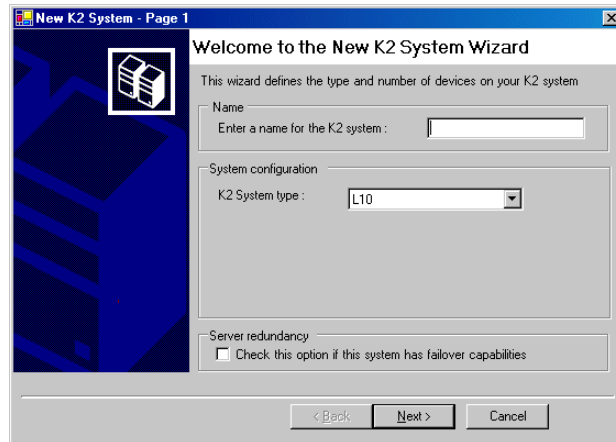 New K2 System - Page 1
Welcome to the New K2 System Wizard
This wizard defines the type and number of devices on your K2 system
Name
Enter a name for the K2 system :
System configuration
K2 System type :
L10
Server redundancy
Check this option if this system has failover capabilities
< Back
Next >
Cancel